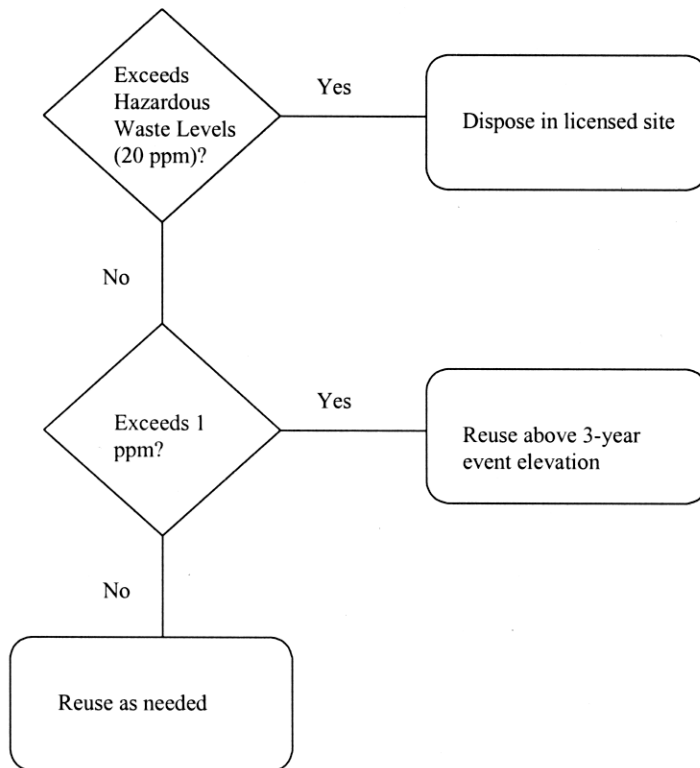 Exceeds
Hazardous
Waste Levels
(20 ppm)?
Yes
Dispose in licensed site
No
Exceeds 1
ppm?
Yes
Reuse above 3-year
event elevation
No
Reuse as needed